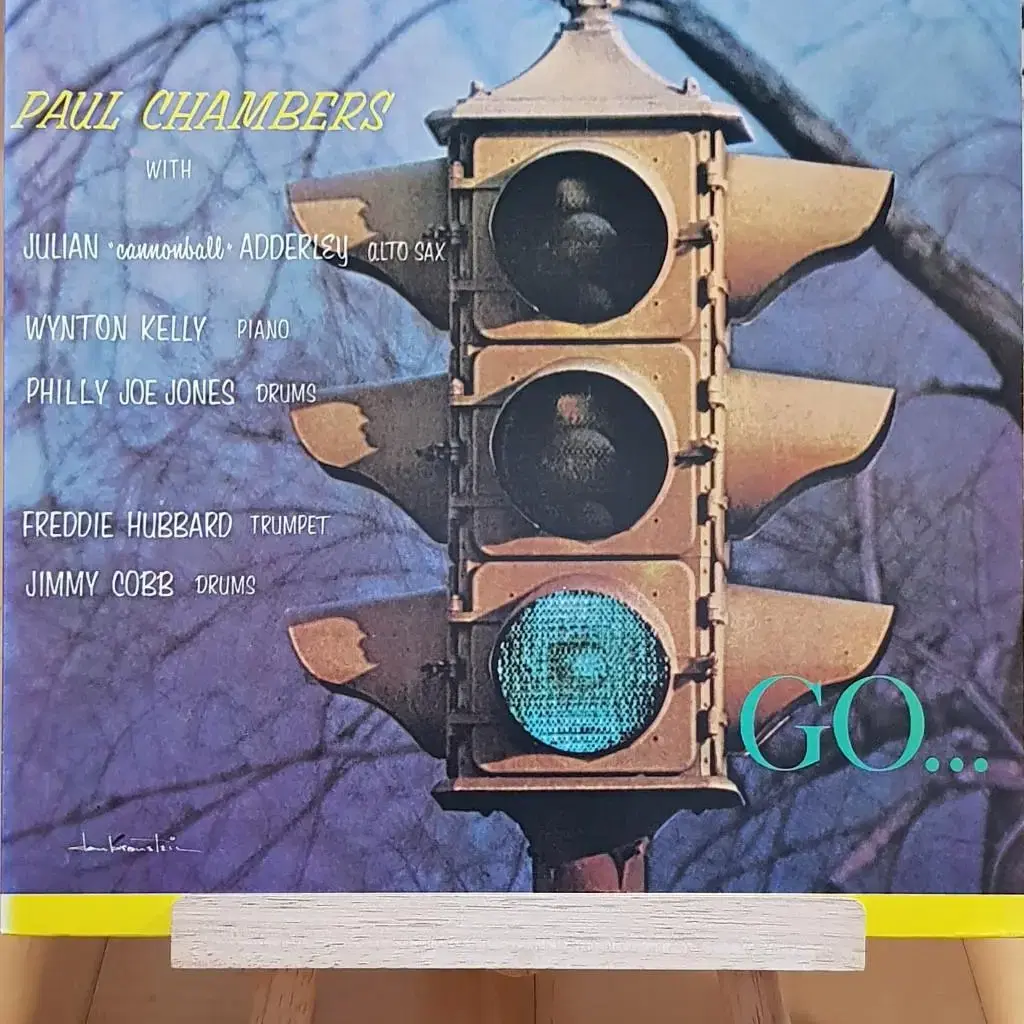 PAUL CHAMBERS
WITH
JULIAN "cannonball" ADDERLEY ALTO SAX
WYNTON KELLY PIANO
PHILLY JOE JONES DRUMS
FREDDIE HUBBARD TRUMPET
JIMMY COBB DRUMS
GO...